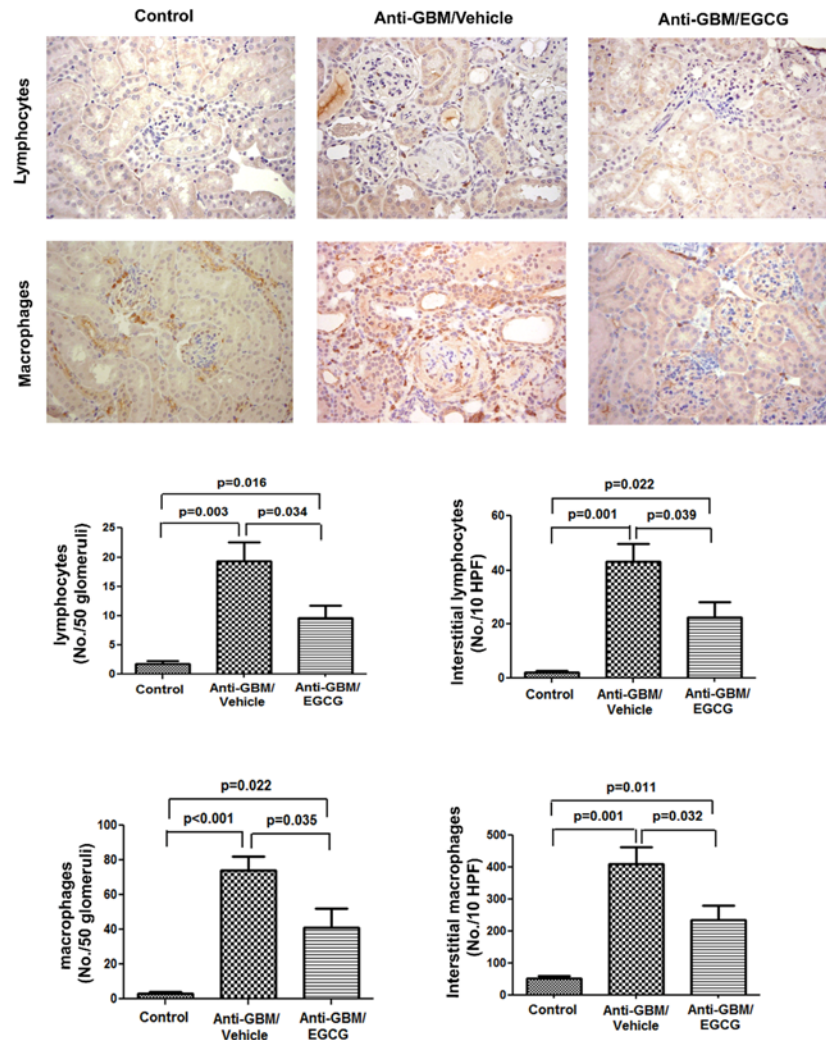 Control
Anti-GBM/Vehicle
Anti-GBM/EGCG
Lymphocytes
Macrophages
p=0.016
p=0.003
p=0.034
lymphocytes
(No./50 glomeruli)
25
20
15
10
5
0
Control
Anti-GBM/
Vehicle
Anti-GBM/
EGCG
p=0.022
p=0.001
p=0.039
Interstitial lymphocytes
(No./10 HPF)
60
40
20
0
Control
Anti-GBM/
Vehicle
Anti-GBM/
EGCG
p=0.022
p<0.001
p=0.035
macrophages
(No./50 glomeruli)
100
80
60
40
20
0
Control
Anti-GBM/
Vehicle
Anti-GBM/
EGCG
p=0.011
p=0.001
p=0.032
Interstitial macrophages
(No./10 HPF)
500
400
300
200
100
0
Control
Anti-GBM/
Vehicle
Anti-GBM/
EGCG